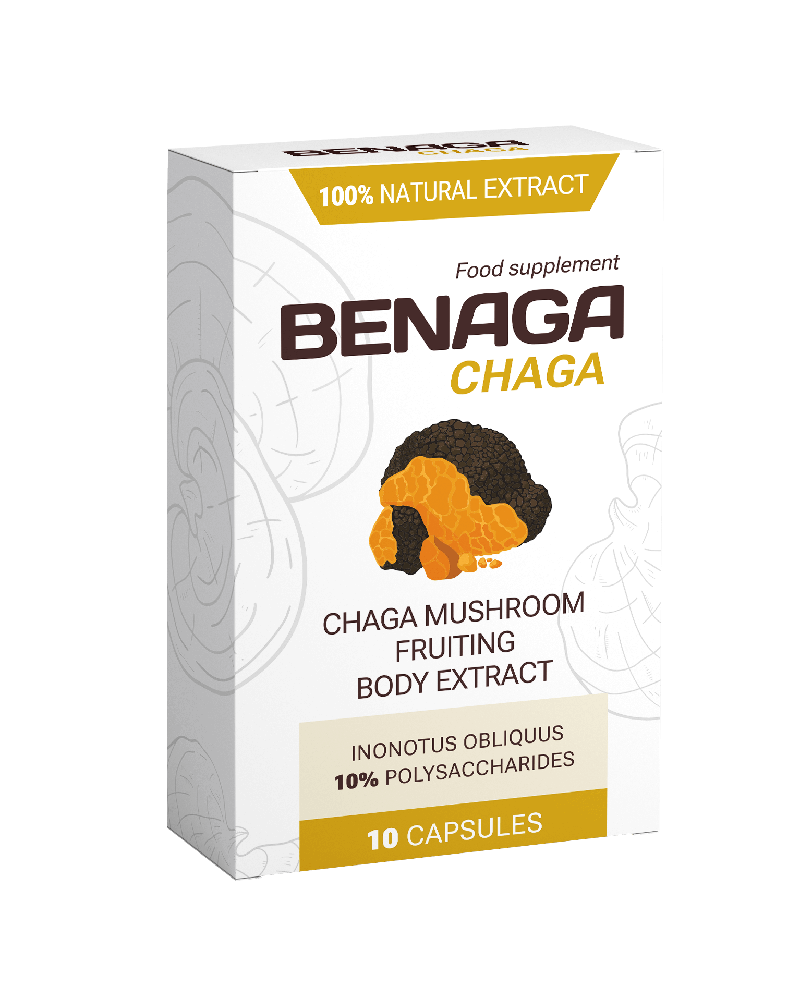 BENAGA
CHAGA
100% NATURAL EXTRACT
Food supplement
BENAGA
CHAGA
CHAGA MUSHROOM
FRUITING
BODY EXTRACT
INONOTUS OBLIQUUS
10% POLYSACCHARIDES
10 CAPSULES